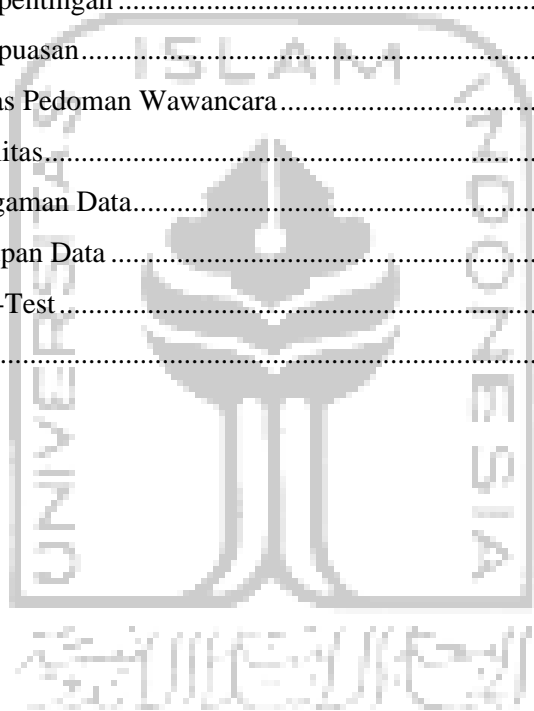 pentingan ......................................................
puasan...........................................................
as Pedoman Wawancara..................................
itas................................................................
gaman Data.....................................................
pan Data ........................................................
-Test ..............................................................
.....................................................................
UNIVERSITAS
ISLAM
INDONESIA